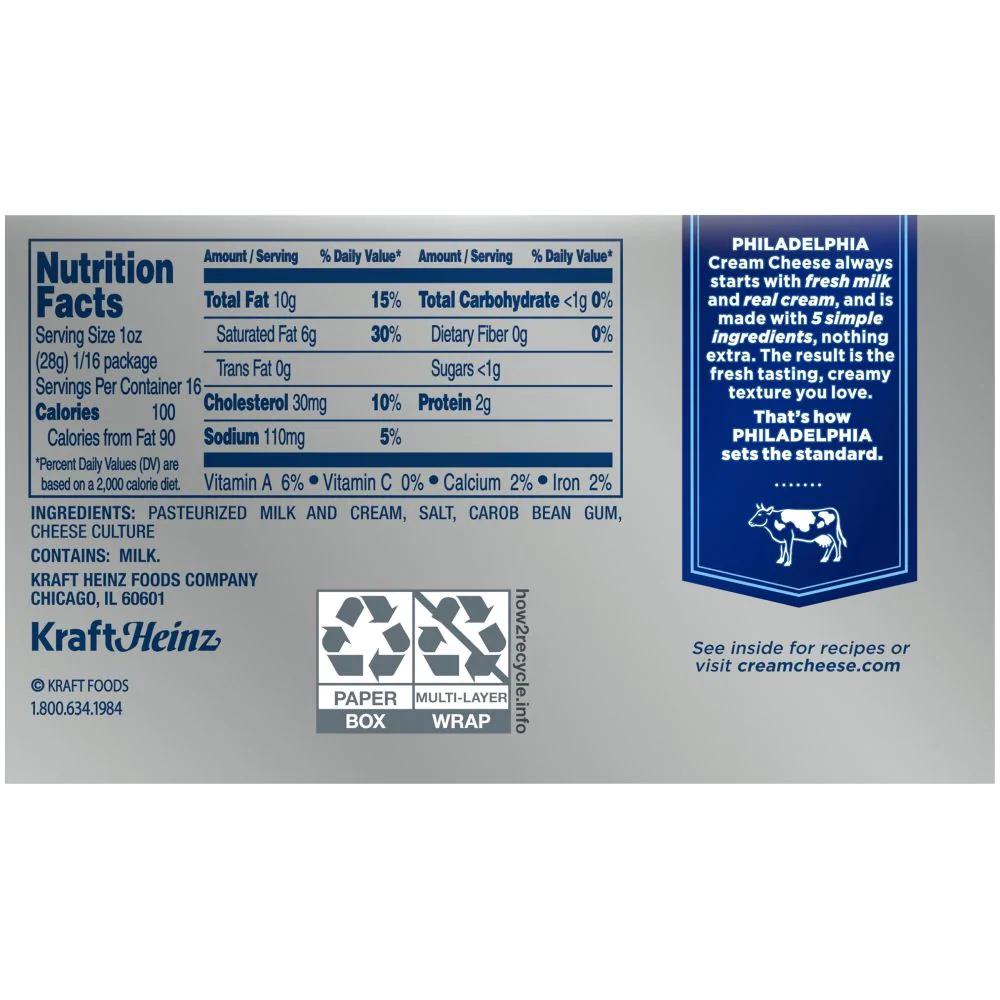 Nutrition
Facts
Serving Size 1oz
(28g) 1/16 package
Servings Per Container 16
Calories 100
Calories from Fat 90
*Percent Daily Values (DV) are
based on a 2,000 calorie diet.
Amount / Serving % Daily Value* Amount / Serving % Daily Value*
Total Fat 10g 15% Total Carbohydrate <1g 0%
Saturated Fat 6g 30% Dietary Fiber 0g 0%
Trans Fat 0g Sugars <1g
Cholesterol 30mg 10% Protein 2g
Sodium 110mg 5%
Vitamin A 6% • Vitamin C 0% • Calcium 2% • Iron 2%
INGREDIENTS: PASTEURIZED MILK AND CREAM, SALT, CAROB BEAN GUM,
CHEESE CULTURE
CONTAINS: MILK.
KRAFT HEINZ FOODS COMPANY
CHICAGO, IL 60601
KraftHeinz
© KRAFT FOODS
1.800.634.1984
PAPER
BOX
MULTI-LAYER
WRAP
how2recycle.info
PHILADELPHIA
Cream Cheese always
starts with fresh milk
and real cream, and is
made with 5 simple
ingredients, nothing
extra. The result is the
fresh tasting, creamy
texture you love.
That's how
PHILADELPHIA
sets the standard.
.......
See inside for recipes or
visit creamcheese.com